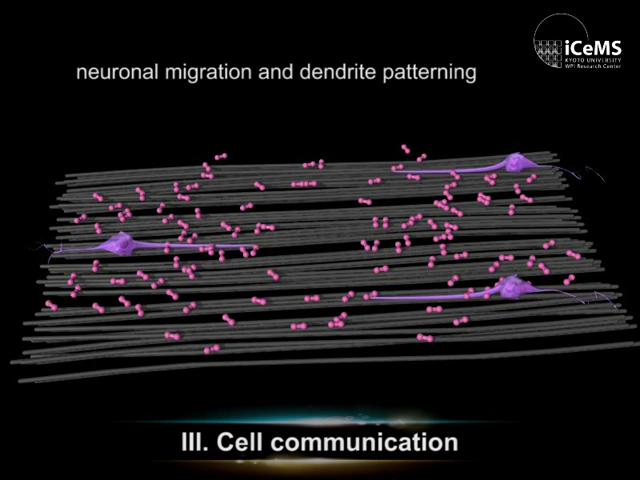 iCeMS
KYOTO UNIVERSITY
WPI Research Center
neuronal migration and dendrite patterning
III. Cell communication